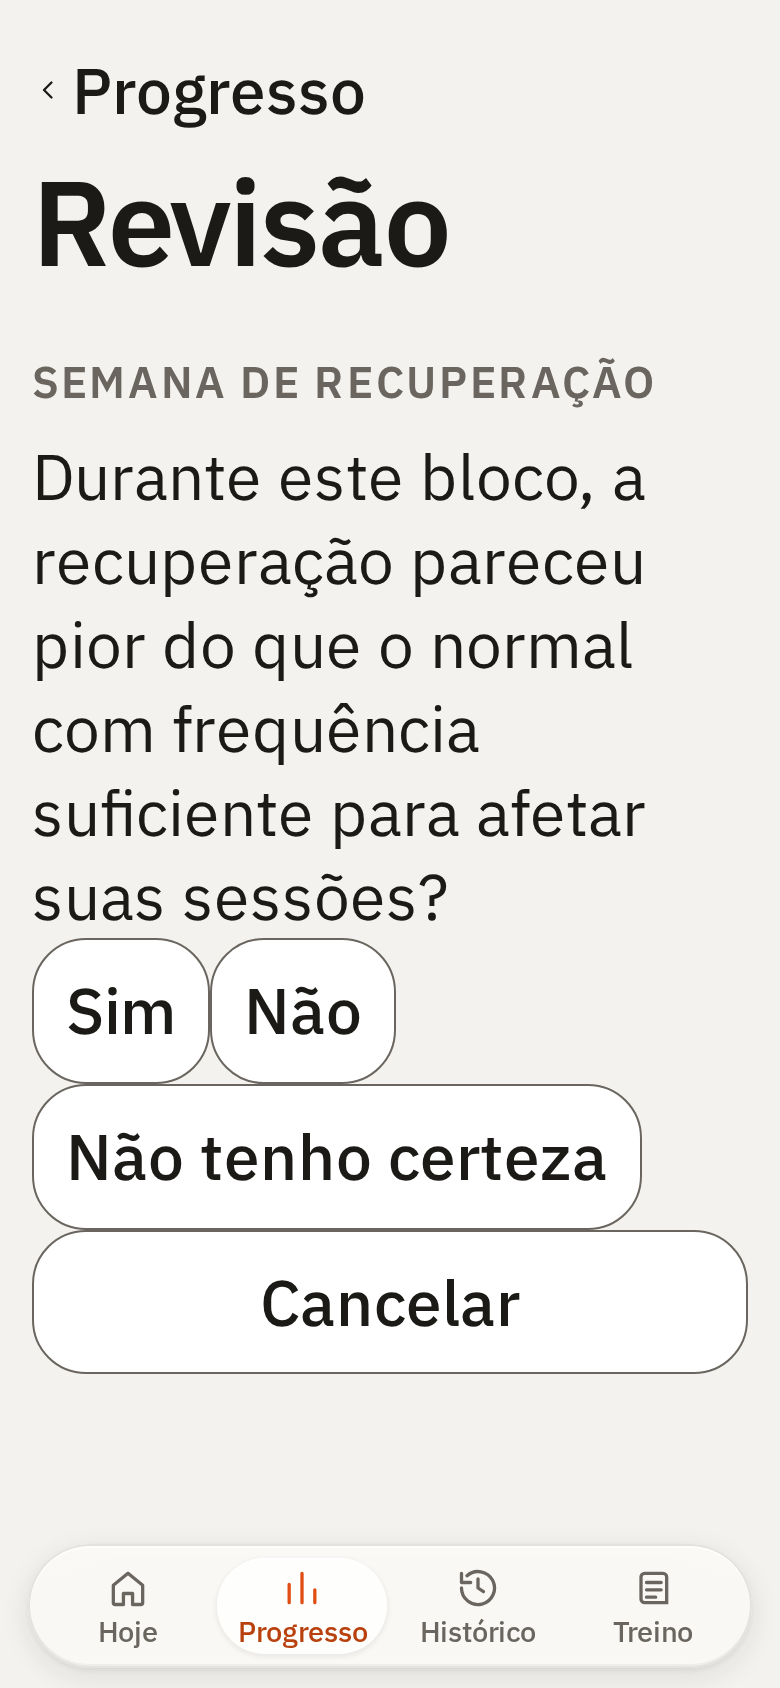 Progresso
Revisão
SEMANA DE RECUPERAÇÃO
Durante este bloco, a
recuperação pareceu
pior do que o normal
com frequência
suficiente para afetar
suas sessões?
Sim Não
Não tenho certeza
Cancelar
Hoje Progresso Histórico Treino